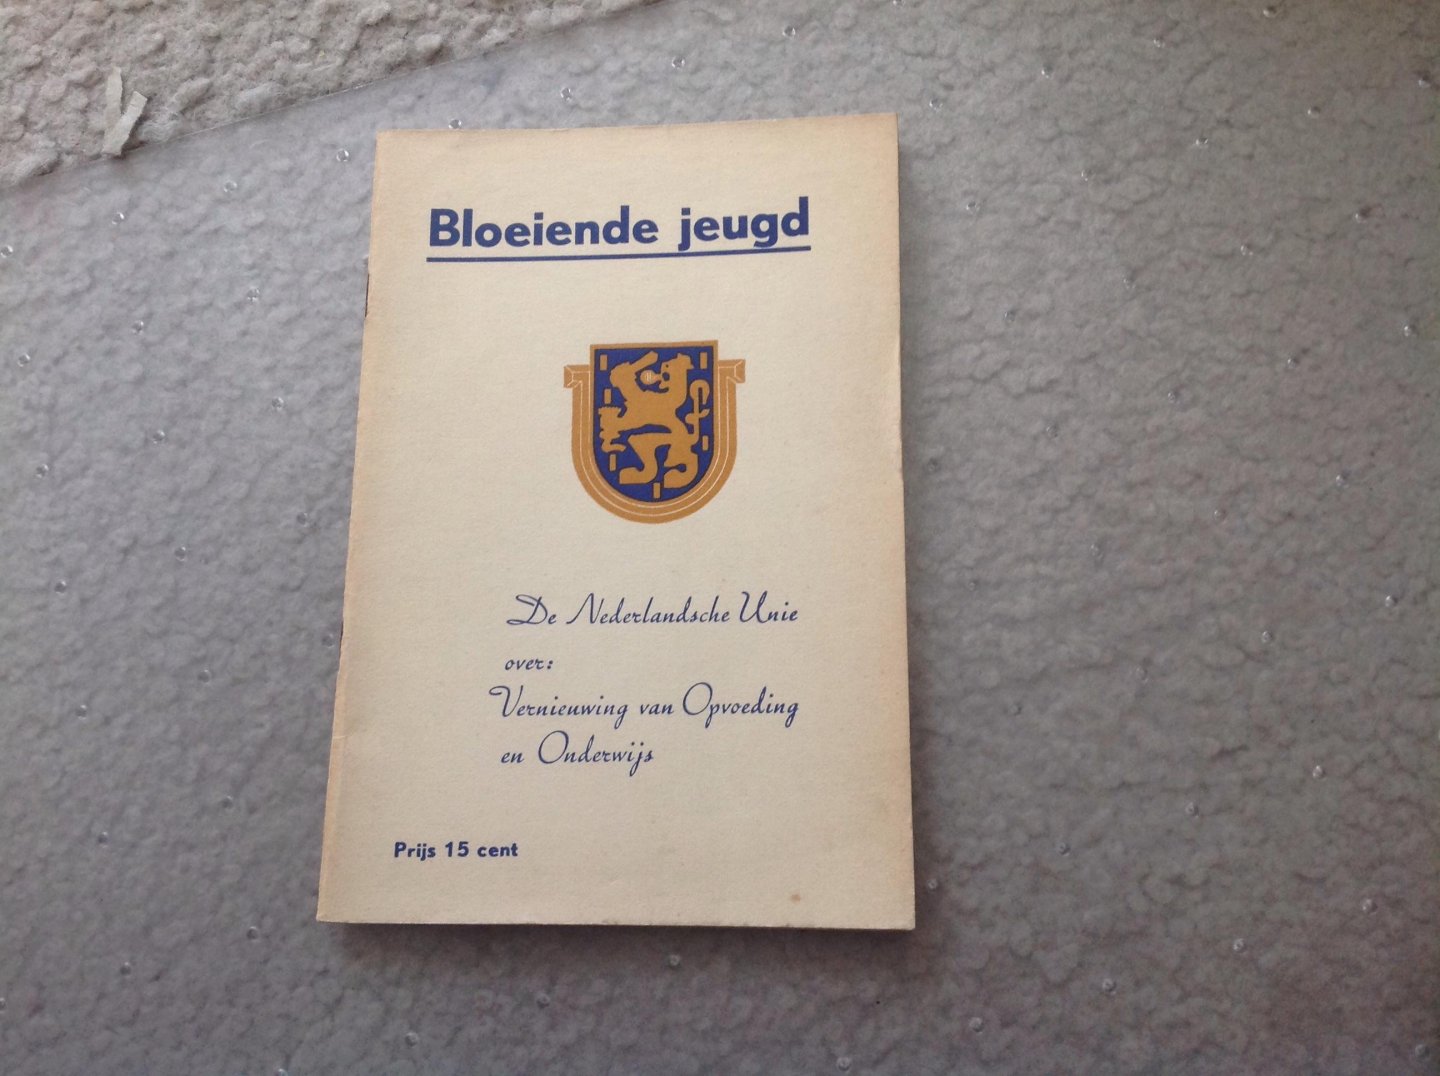 Bloeiende jeugd
De Nederlandsche Unie
over:
Vernieuwing van Opvoeding
en Onderwijs
Prijs 15 cent